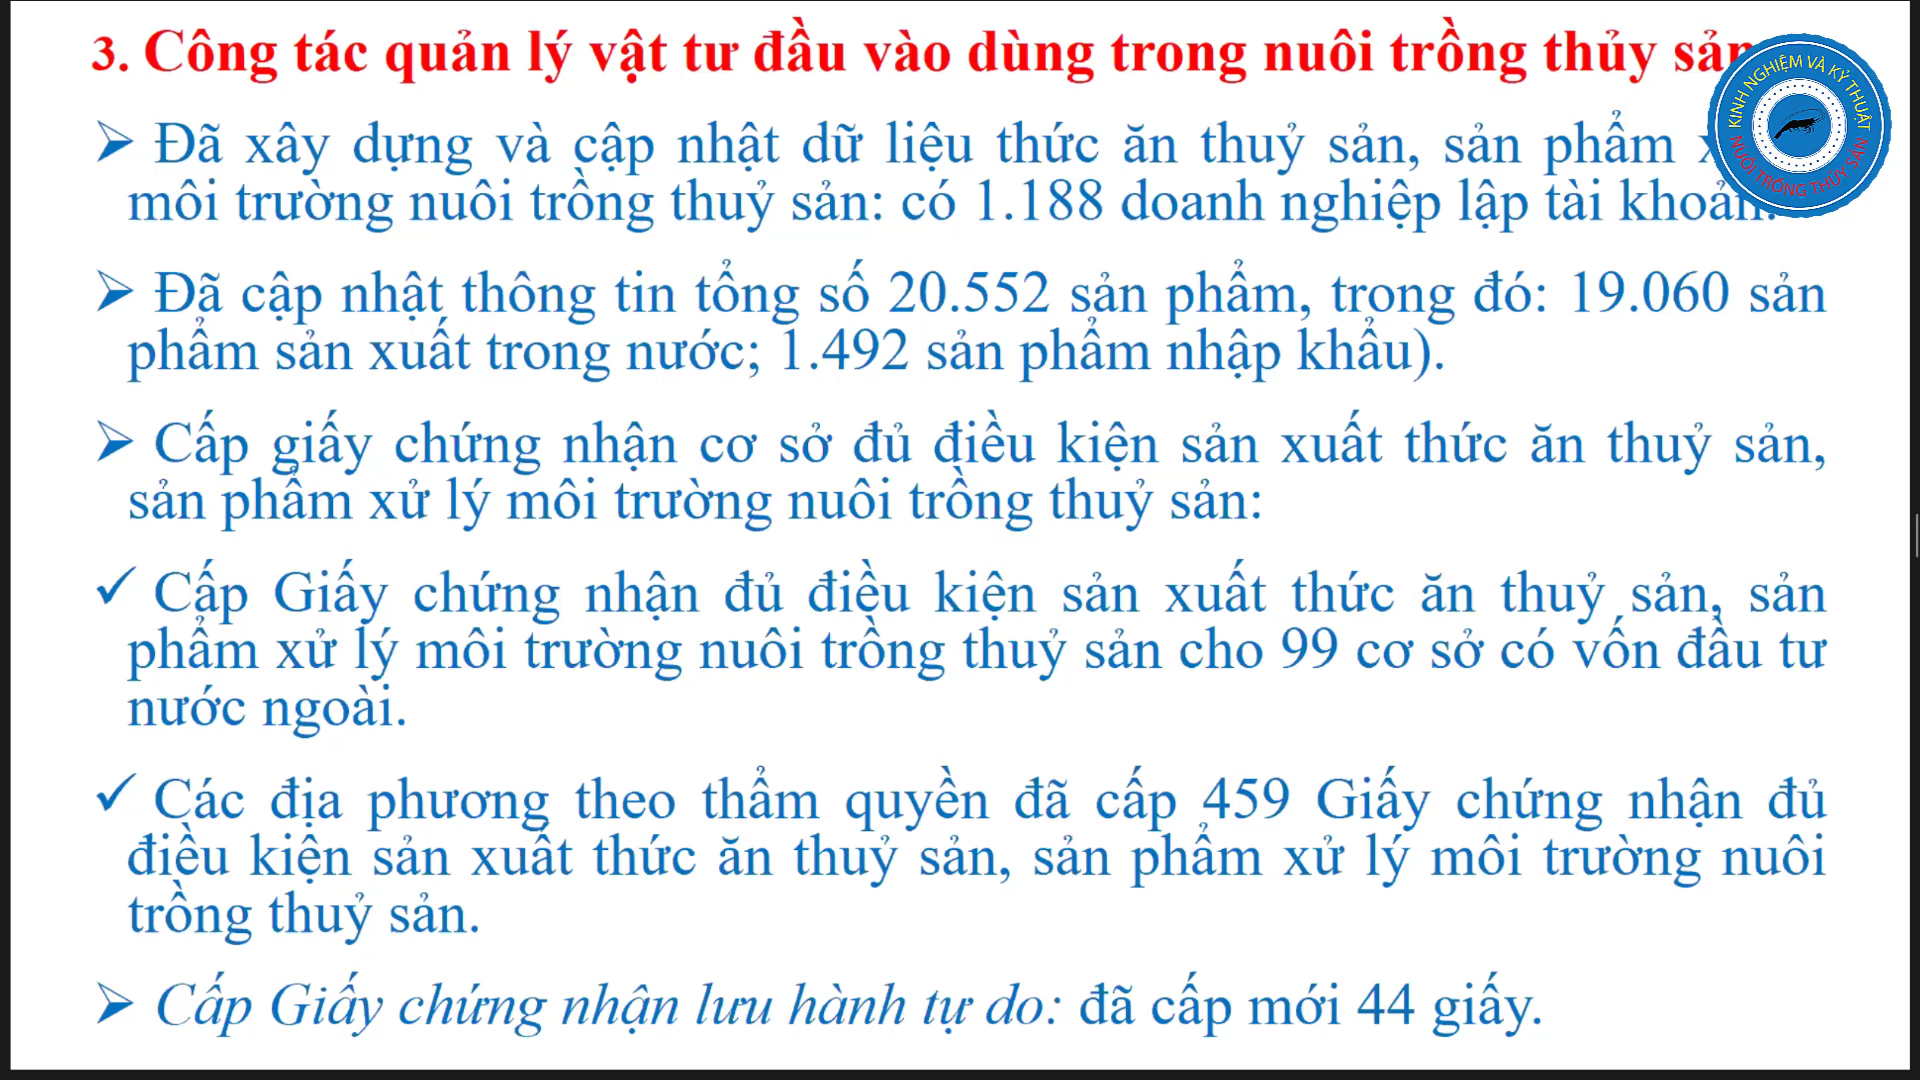 3. Công tác quản lý vật tư đầu vào dùng trong nuôi trồng thủy sản
KINH NGHIỆM VÀ KỸ THUẬT
NUÔI TRỒNG THỦY SẢN
➢ Đã xây dựng và cập nhật dữ liệu thức ăn thuỷ sản, sản phẩm
môi trường nuôi trồng thuỷ sản: có 1.188 doanh nghiệp lập tài khoản.
➢ Đã cập nhật thông tin tổng số 20.552 sản phẩm, trong đó: 19.060 sản
phẩm sản xuất trong nước; 1.492 sản phẩm nhập khẩu).
➢ Cấp giấy chứng nhận cơ sở đủ điều kiện sản xuất thức ăn thuỷ sản,
sản phẩm xử lý môi trường nuôi trồng thuỷ sản:
✓ Cấp Giấy chứng nhận đủ điều kiện sản xuất thức ăn thuỷ sản, sản
phẩm xử lý môi trường nuôi trồng thuỷ sản cho 99 cơ sở có vốn đầu tư
nước ngoài.
✓ Các địa phương theo thẩm quyền đã cấp 459 Giấy chứng nhận đủ
điều kiện sản xuất thức ăn thuỷ sản, sản phẩm xử lý môi trường nuôi
trồng thuỷ sản.
➢ Cấp Giấy chứng nhận lưu hành tự do: đã cấp mới 44 giấy.